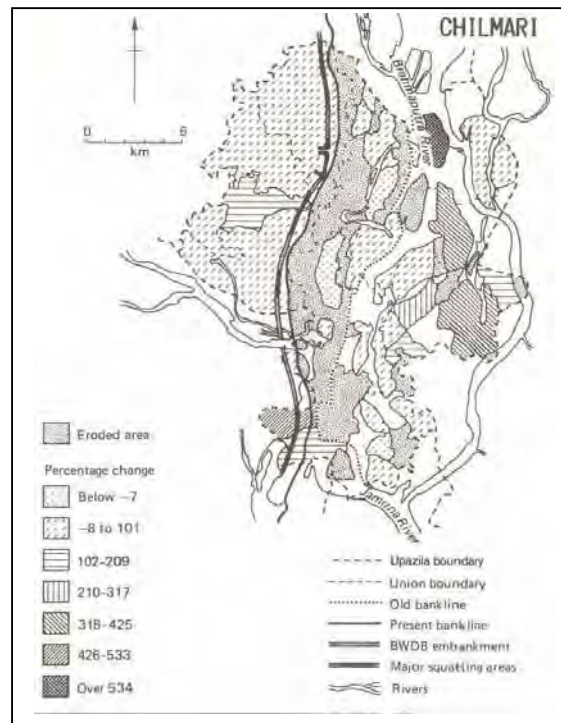 CHILMARI
0 6
km
Brahmaputra River
Jamona River
Eroded area
Percentage change
Below -7
-8 to 101
102-209
210-317
318-425
426-533
Over 534
Upazila boundary
Union boundary
Old bankline
Present bankline
BWDB embankment
Major squatting areas
Rivers